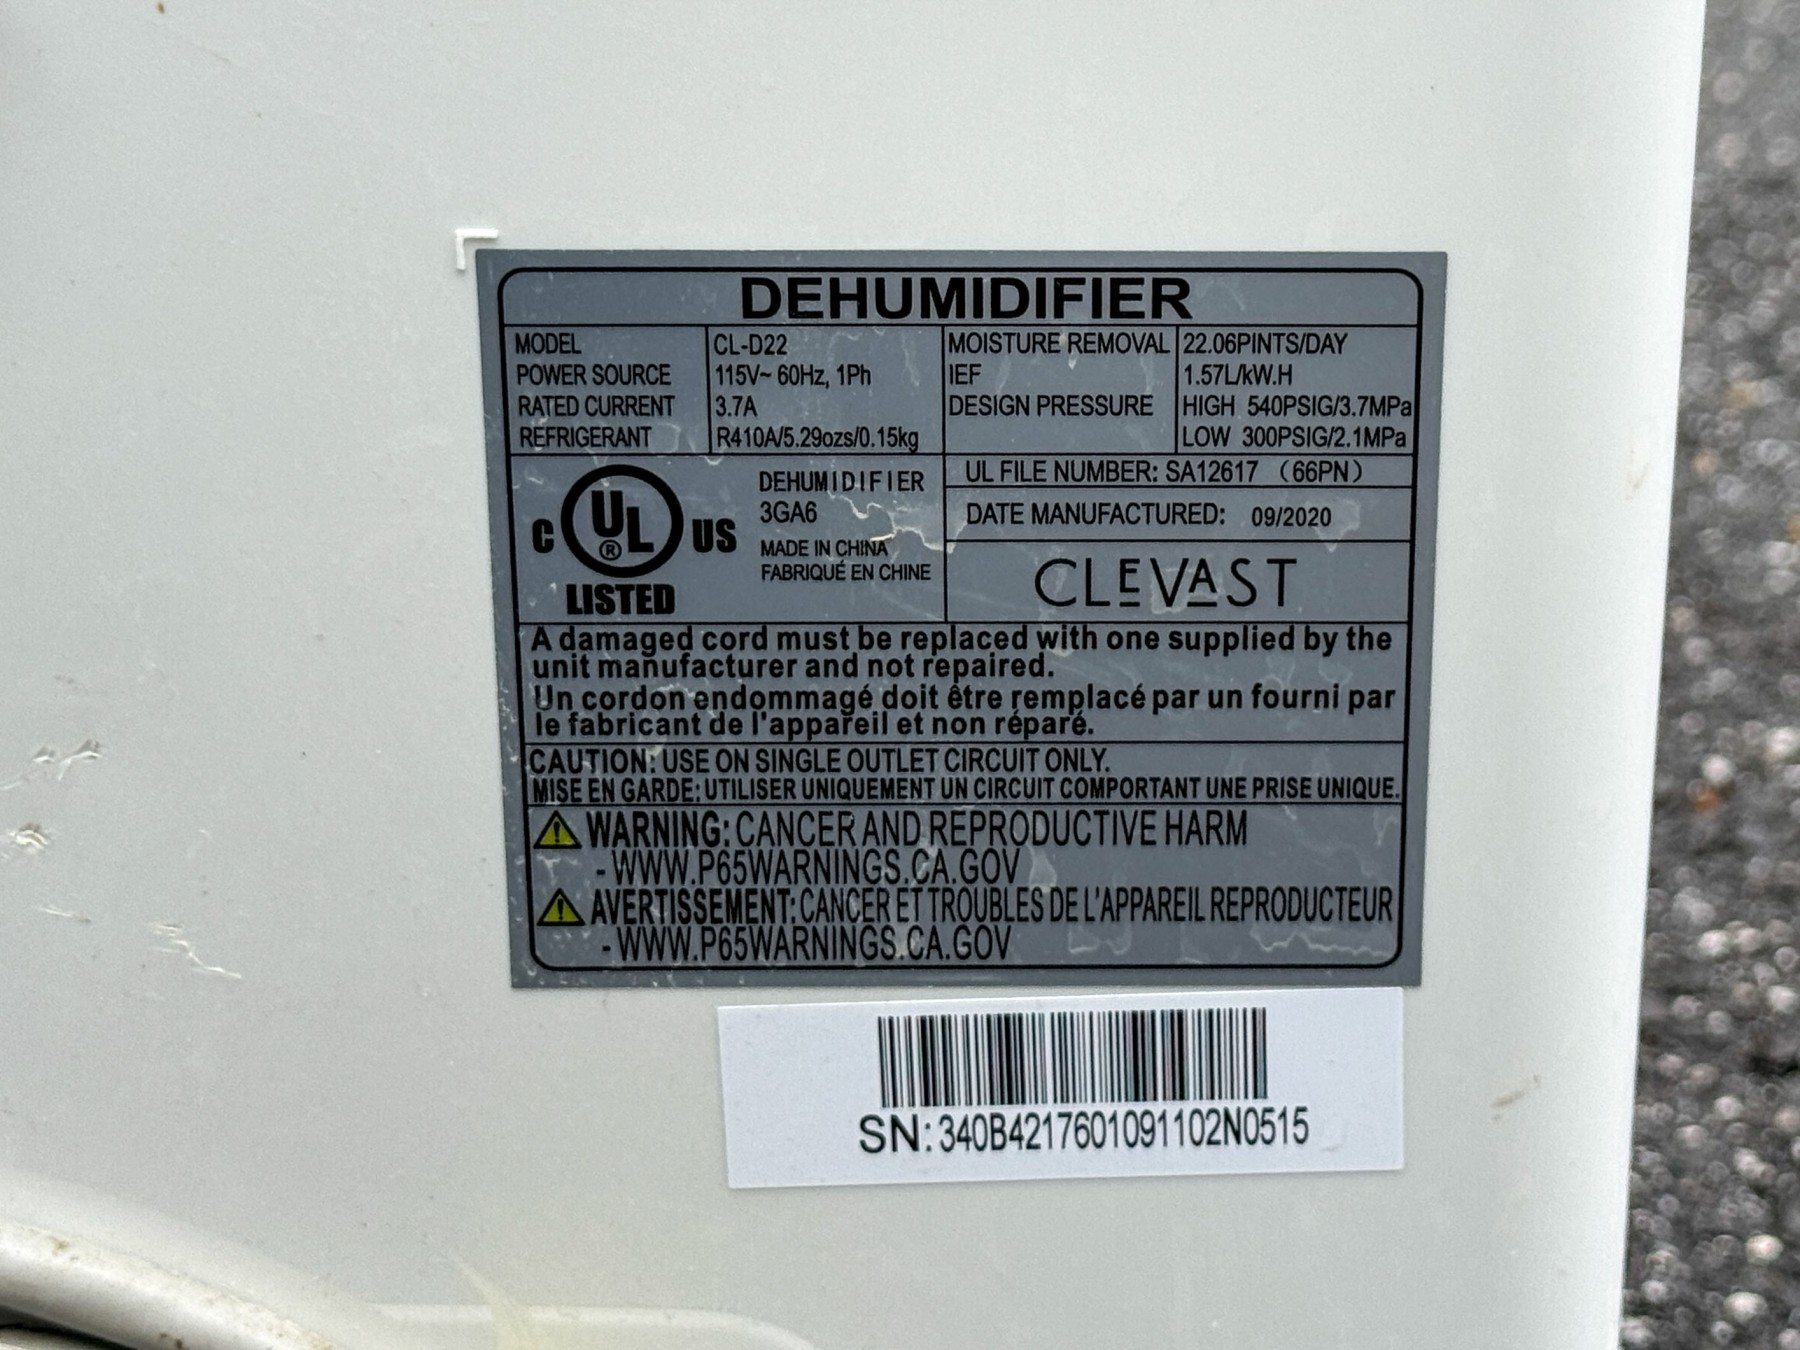 DEHUMIDIFIER
MODEL CL-D22 MOISTURE REMOVAL 22.06PINTS/DAY
POWER SOURCE 115V~ 60Hz, 1Ph IEF 1.57L/kW.H
RATED CURRENT 3.7A DESIGN PRESSURE HIGH 540PSIG/3.7MPa
REFRIGERANT R410A/5.29ozs/0.15kg LOW 300PSIG/2.1MPa
C UL ® US
LISTED
DEHUMIDIFIER
3GA6
MADE IN CHINA
FABRIQUÉ EN CHINE
UL FILE NUMBER: SA12617 (66PN)
DATE MANUFACTURED: 09/2020
CLEVAST
A damaged cord must be replaced with one supplied by the
unit manufacturer and not repaired.
Un cordon endommagé doit être remplacé par un fourni par
le fabricant de l'appareil et non réparé.
CAUTION: USE ON SINGLE OUTLET CIRCUIT ONLY.
MISE EN GARDE: UTILISER UNIQUEMENT UN CIRCUIT COMPORTANT UNE PRISE UNIQUE.
WARNING: CANCER AND REPRODUCTIVE HARM
- WWW.P65WARNINGS.CA.GOV
AVERTISSEMENT: CANCER ET TROUBLES DE L'APPAREIL REPRODUCTEUR
- WWW.P65WARNINGS.CA.GOV
SN: 340B4217601091102N0515